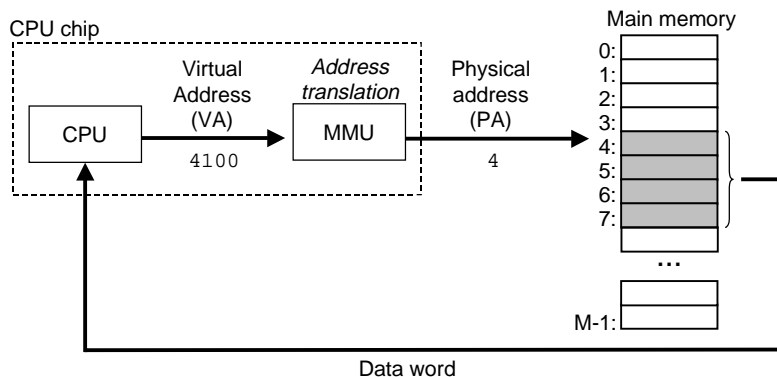 CPU chip
CPU
Virtual
Address
(VA)
4100
Address
translation
MMU
Physical
address
(PA)
4
Main memory
0:
1:
2:
3:
4:
5:
6:
7:
...
M-1:
Data word